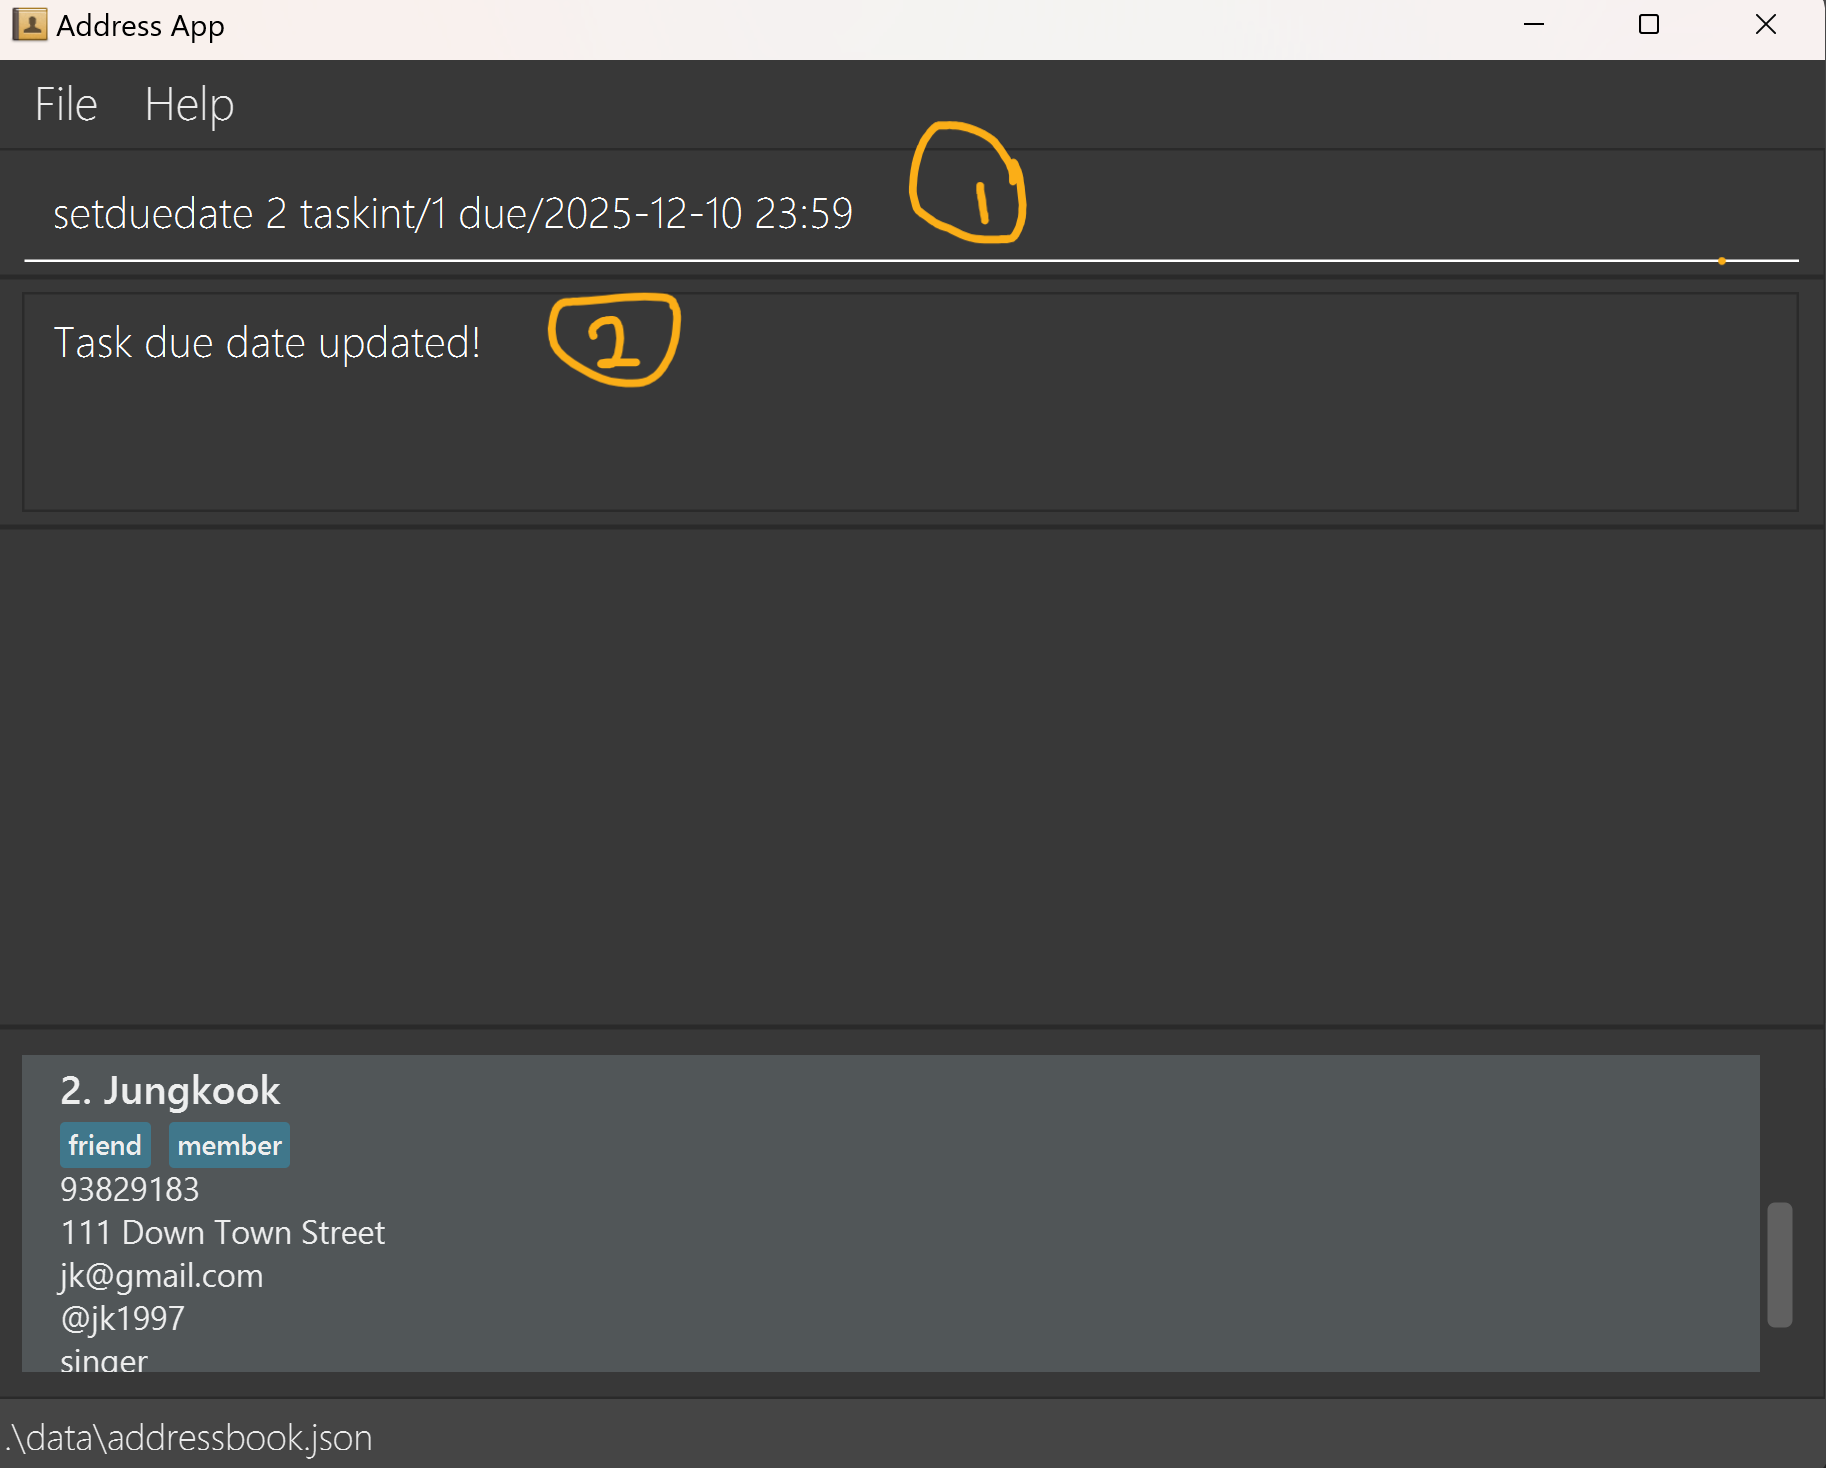 Address App
File Help
setduedate 2 taskint/1 due/2025-12-10 23:59
1
Task due date updated!
2
2. Jungkook
friend member
93829183
111 Down Town Street
jk@gmail.com
@jk1997
singer
.\data\addressbook.json